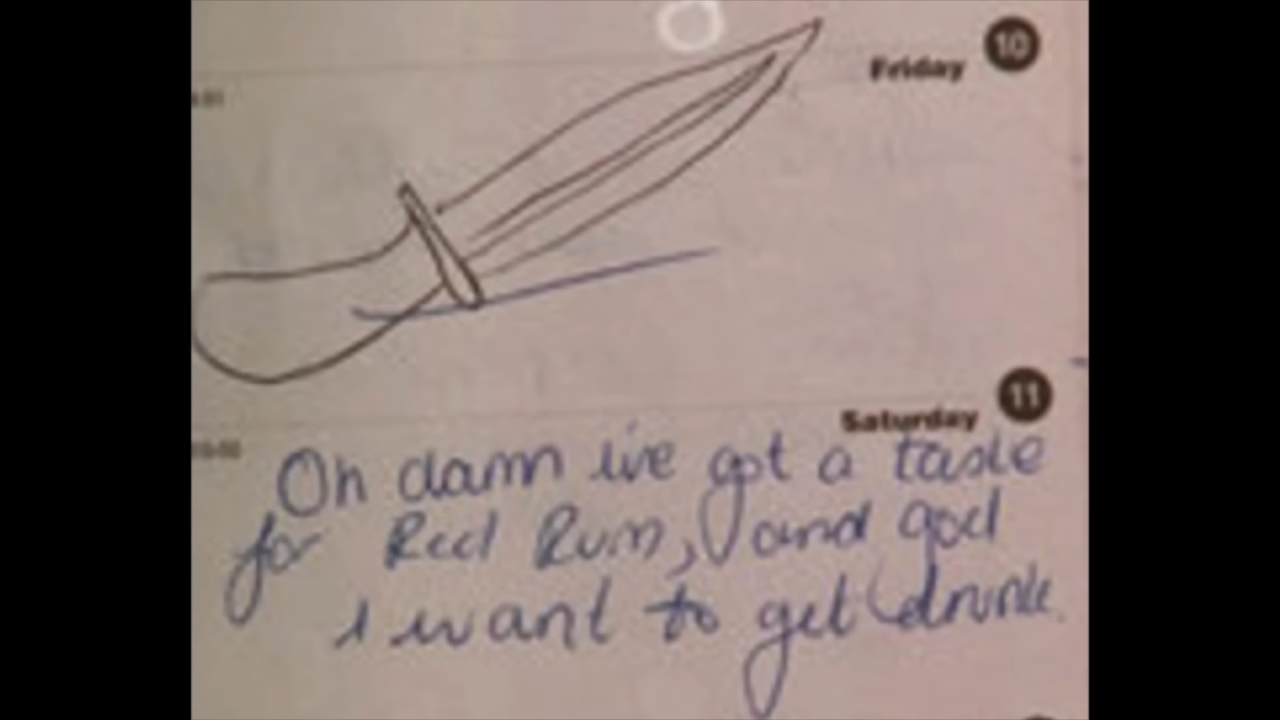 Friday 10
Saturday 11
Oh damn ive got a taste
for Red Rum, and god
i want to get drunk.